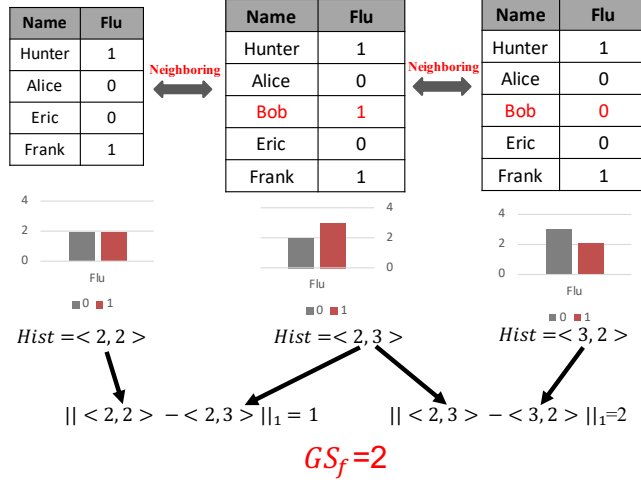 Name Flu
Hunter 1
Alice 0
Eric 0
Frank 1
Neighboring
Name Flu
Hunter 1
Alice 0
Bob 1
Eric 0
Frank 1
Neighboring
Name Flu
Hunter 1
Alice 0
Bob 0
Eric 0
Frank 1
4
2
0
Flu
0 1
4
2
0
Flu
0 1
4
2
0
Flu
0 1
Hist =< 2, 2 >
Hist =< 2, 3 >
Hist =< 3, 2 >
|| < 2, 2 > − < 2, 3 > ||₁ = 1
|| < 2, 3 > − < 3, 2 > ||₁=2
GS_f =2